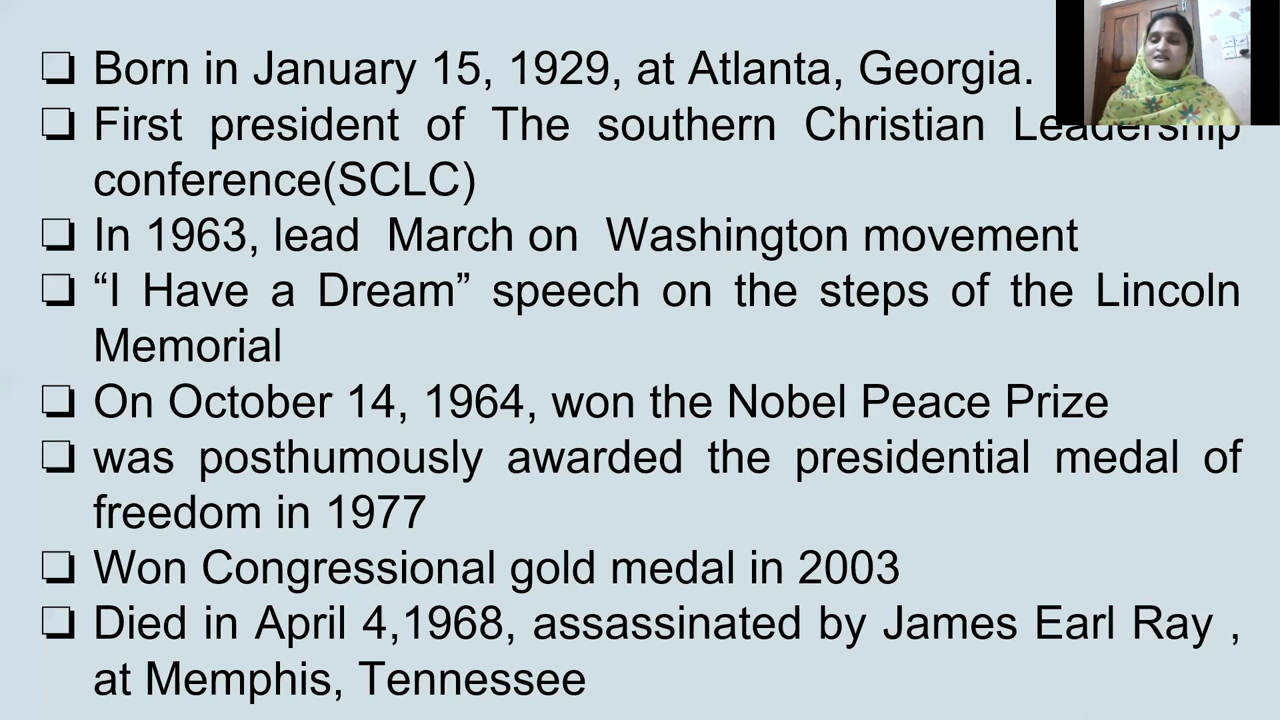 ❏ Born in January 15, 1929, at Atlanta, Georgia.
❏ First president of The southern Christian Leadership
conference(SCLC)
❏ In 1963, lead March on Washington movement
❏ “I Have a Dream” speech on the steps of the Lincoln
Memorial
❏ On October 14, 1964, won the Nobel Peace Prize
❏ was posthumously awarded the presidential medal of
freedom in 1977
❏ Won Congressional gold medal in 2003
❏ Died in April 4,1968, assassinated by James Earl Ray ,
at Memphis, Tennessee